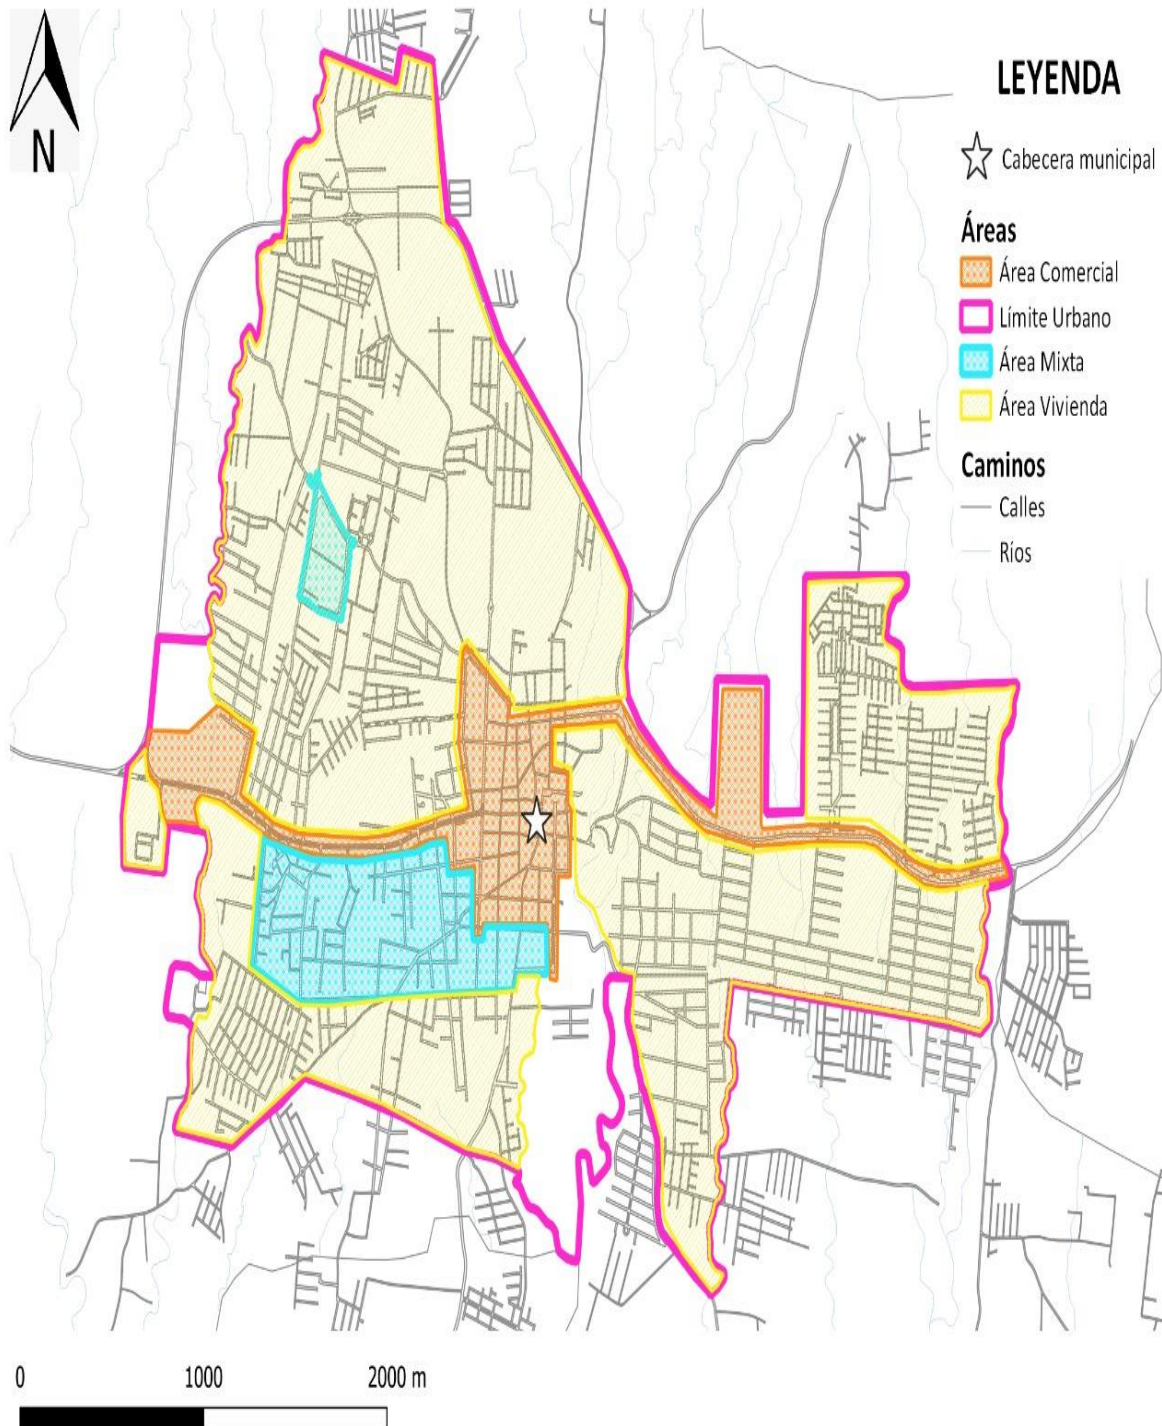 N
LEYENDA
Cabecera municipal
Áreas
Área Comercial
Límite Urbano
Área Mixta
Área Vivienda
Caminos
Calles
Ríos
0 1000 2000 m